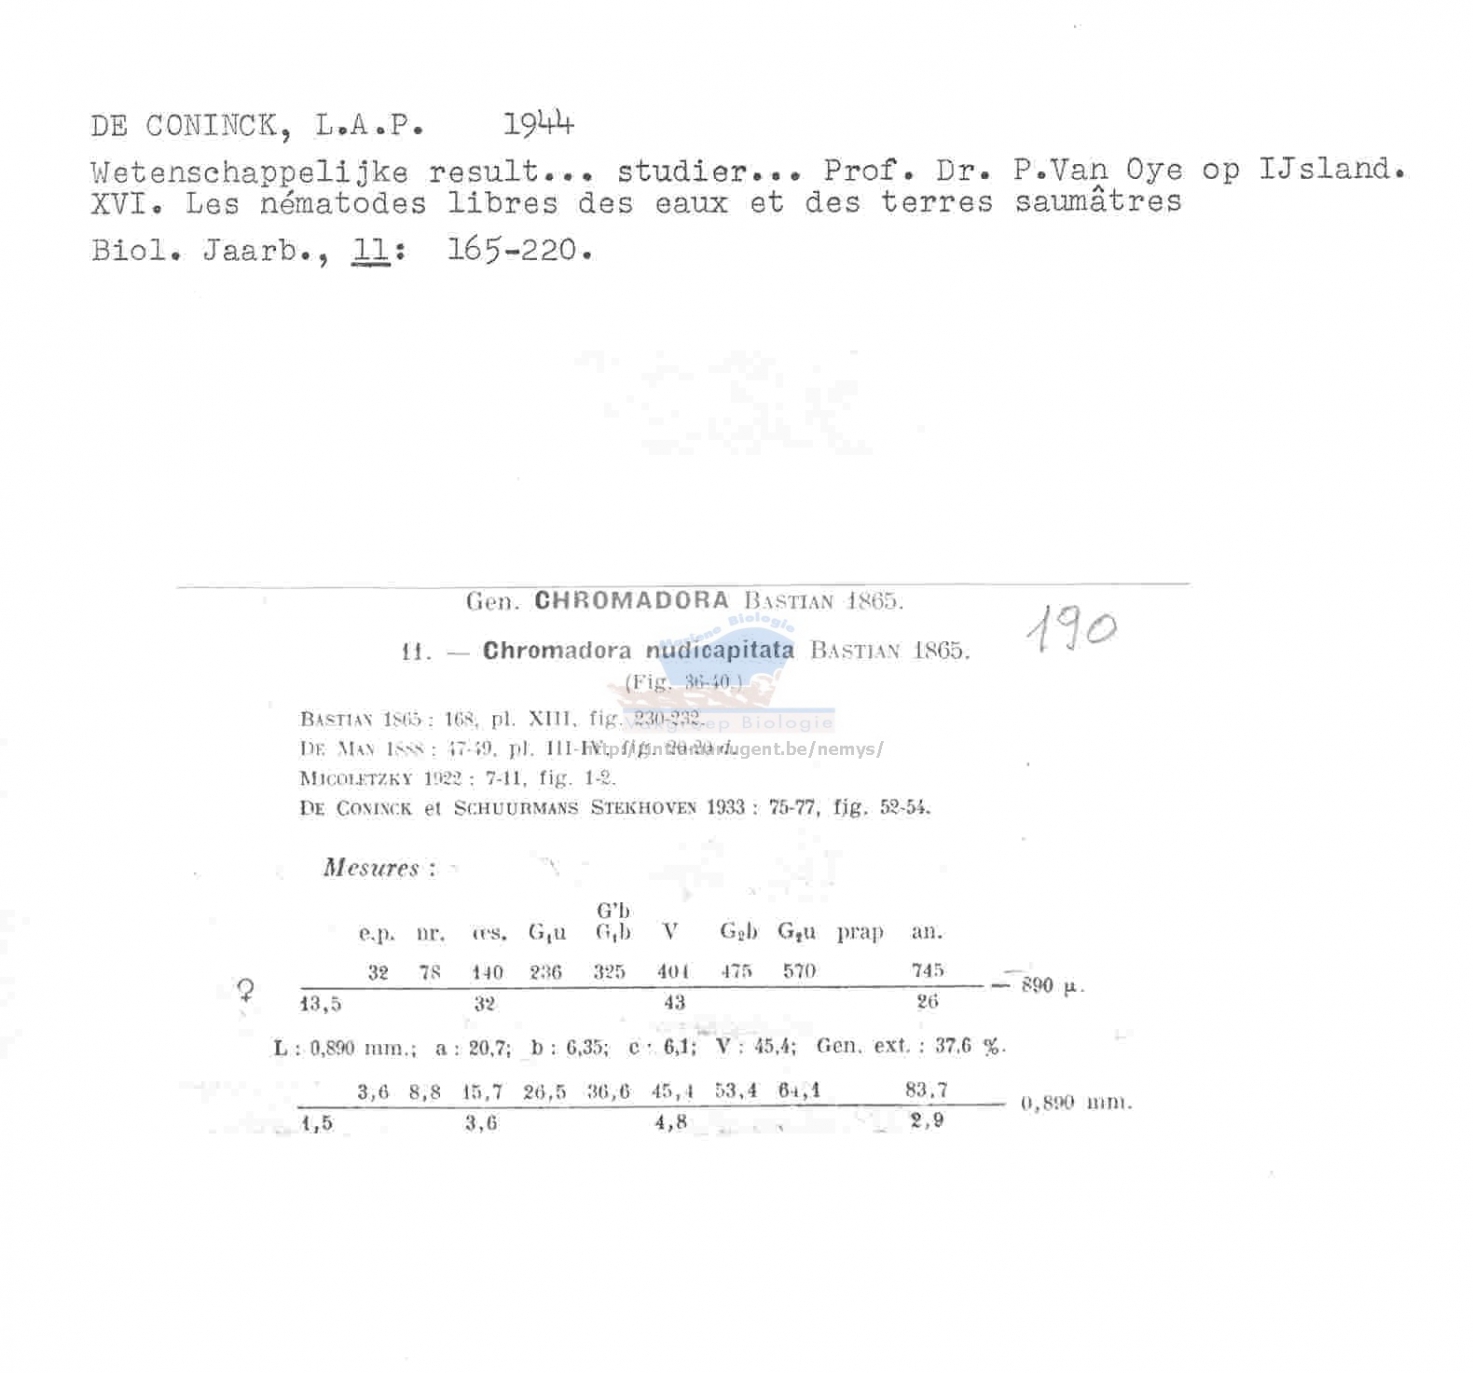 DE CONINCK, L.A.P. 1944
Wetenschappelijke result... studier... Prof. Dr. P.Van Oye op IJsland.
XVI. Les nématodes libres des eaux et des terres saumâtres
Biol. Jaarb., 11: 165-220.
Gen. CHROMADORA BASTIAN 1865.
190
11. — Chromadora nudicapitata BASTIAN 1865.
(Fig. 36-40.)
Mariene Biologie
BASTIAN 1865 : 168, pl. XIII, fig. 230-232.
Vakgroep Biologie
DE MAN 1888 : 47-49, pl. III-IV, fig. 20-20 d.
ugent.be/nemys/
MICOLETZKY 1922 : 7-11, fig. 1-2.
DE CONINCK et SCHUURMANS STEKHOVEN 1933 : 75-77, fig. 52-54.
Mesures :
G'b
e.p. nr. œs. G₁u G₁b V G₂b G₂u prap an.
32 78 140 236 325 404 475 570 745
♀ — 890 µ.
13,5 32 43 26
L : 0,890 mm.; a : 20,7; b : 6,35; c : 6,1; V : 45,4; Gen. ext. : 37,6 %.
3,6 8,8 15,7 26,5 36,6 45,4 53,4 64,1 83,7
0,890 mm.
1,5 3,6 4,8 2,9